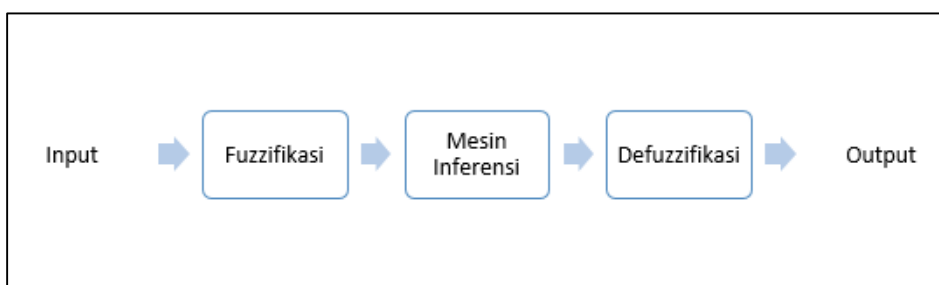 Input
Fuzzifikasi
Mesin
Inferensi
Defuzzifikasi
Output